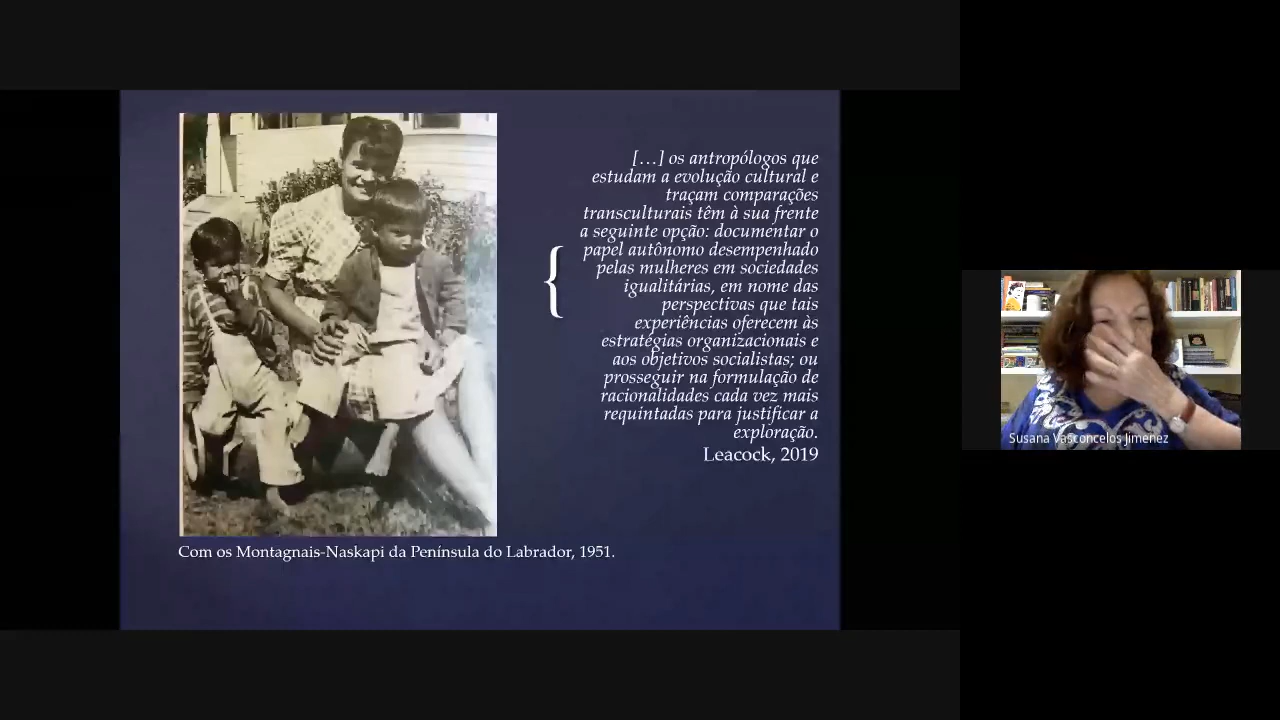 […] os antropólogos que
estudam a evolução cultural e
traçam comparações
transculturais têm à sua frente
a seguinte opção: documentar o
papel autônomo desempenhado
pelas mulheres em sociedades
igualitárias, em nome das
perspectivas que tais
experiências oferecem às
estratégias organizacionais e
aos objetivos socialistas; ou
prosseguir na formulação de
racionalidades cada vez mais
requintadas para justificar a
exploração.
Leacock, 2019
Com os Montagnais-Naskapi da Península do Labrador, 1951.
Susana Vasconcelos Jimenez